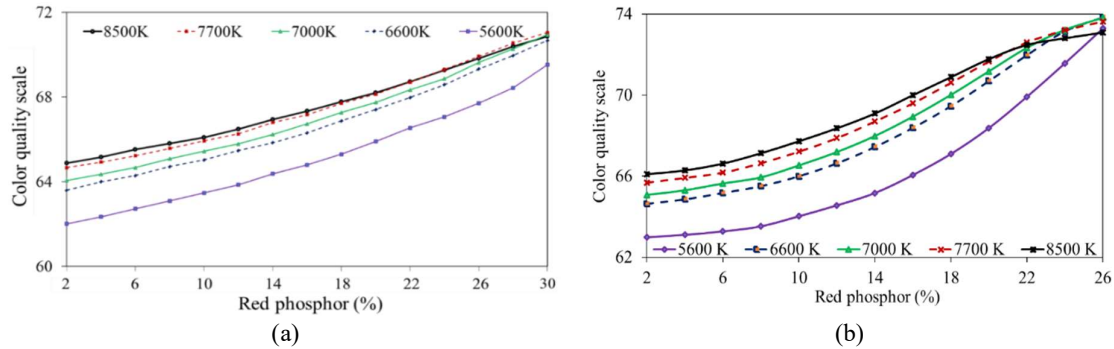 72
8500K 7700K 7000K 6600K 5600K
68
64
60
Color quality scale
2 6 10 14 18 22 26 30
Red phosphor (%)
(a)
74
70
66
62
Color quality scale
5600 K 6600 K 7000 K 7700 K 8500 K
2 6 10 14 18 22 26
Red phosphor (%)
(b)